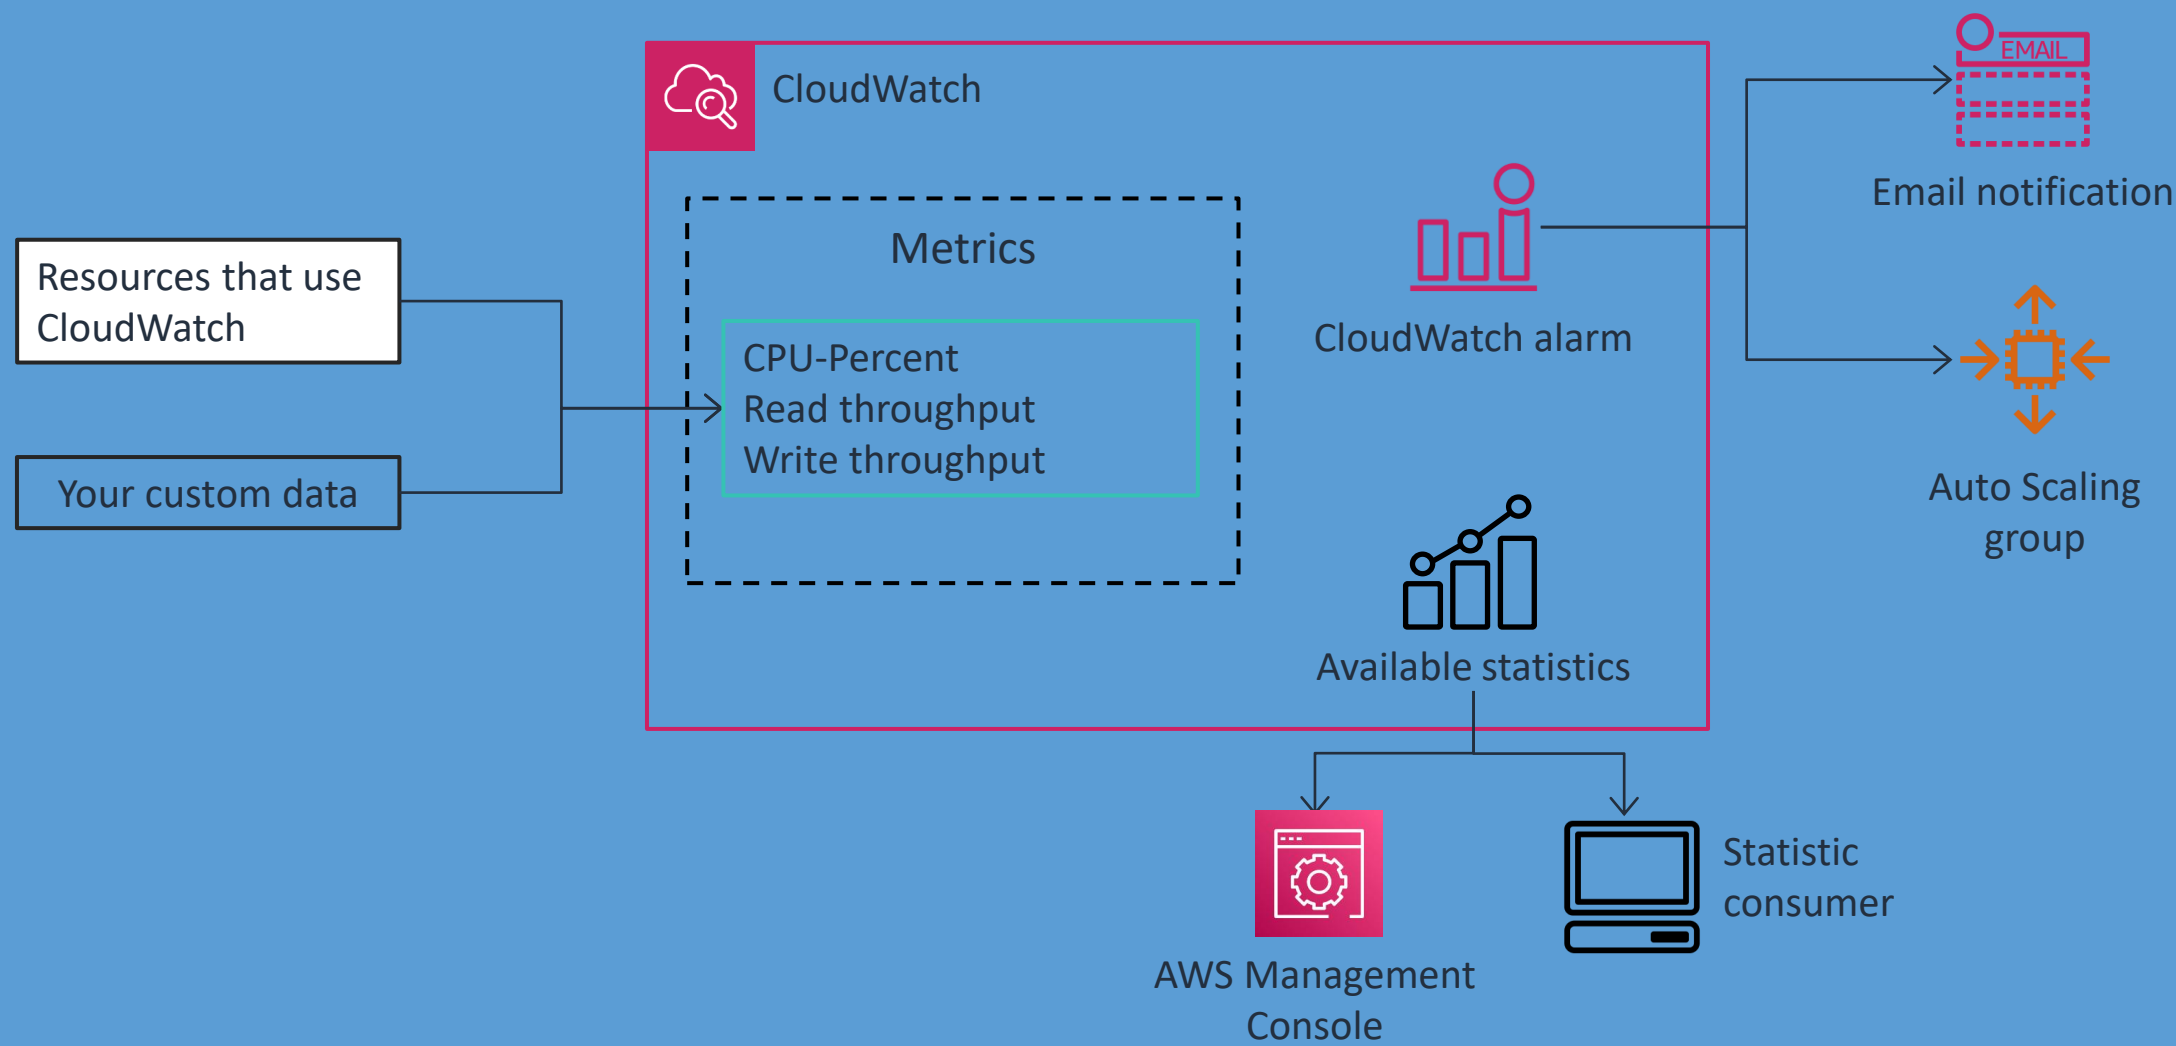 CloudWatch
EMAIL
Email notification
Metrics
Resources that use
CloudWatch
CPU-Percent
Read throughput
Write throughput
CloudWatch alarm
Your custom data
Auto Scaling
group
Available statistics
Statistic
consumer
AWS Management
Console